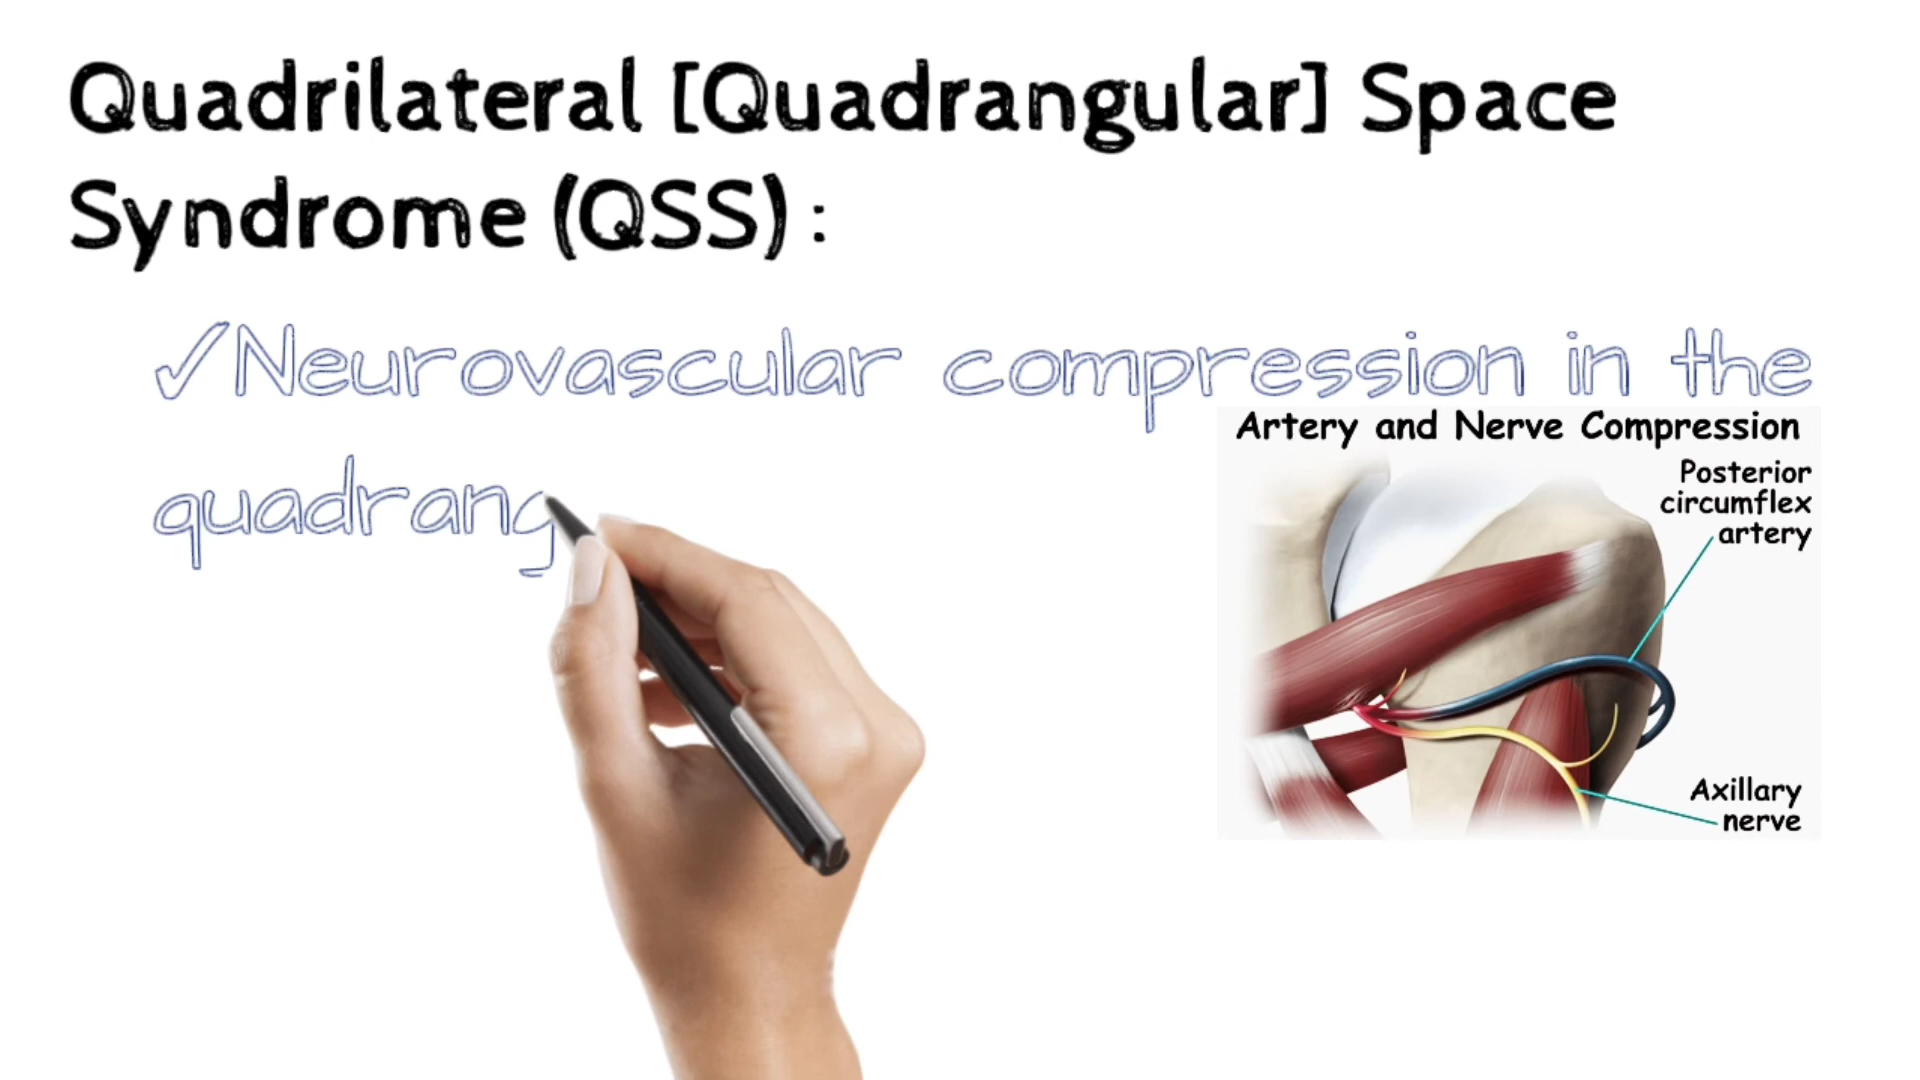 Quadrilateral [Quadrangular] Space
Syndrome (QSS) :
✓Neurovascular compression in the
quadrang
Artery and Nerve Compression
Posterior
circumflex
artery
Axillary
nerve